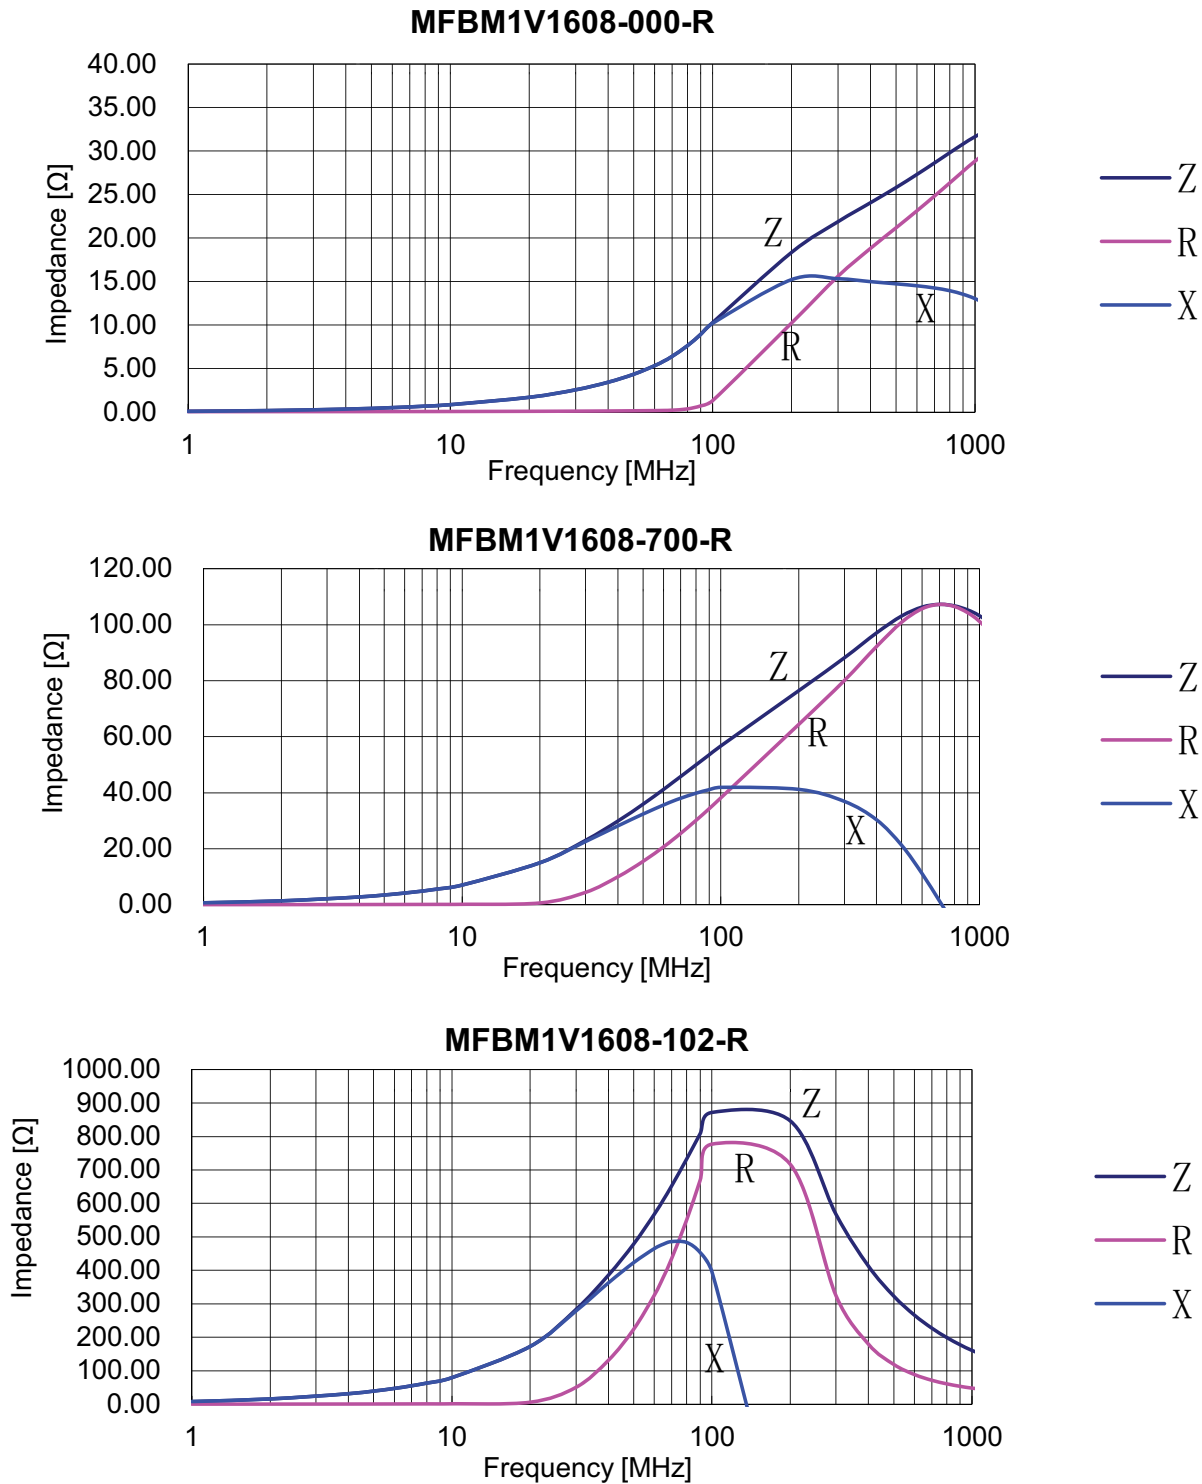 MFBM1V1608-000-R
40.00
35.00
30.00
25.00
20.00
15.00
10.00
5.00
0.00
Impedance [Ω]
Z
R
X
1 10 100 1000
Frequency [MHz]
Z
R
X
MFBM1V1608-700-R
120.00
100.00
80.00
60.00
40.00
20.00
0.00
Impedance [Ω]
Z
R
X
1 10 100 1000
Frequency [MHz]
Z
R
X
MFBM1V1608-102-R
1000.00
900.00
800.00
700.00
600.00
500.00
400.00
300.00
200.00
100.00
0.00
Impedance [Ω]
Z
R
X
1 10 100 1000
Frequency [MHz]
Z
R
X